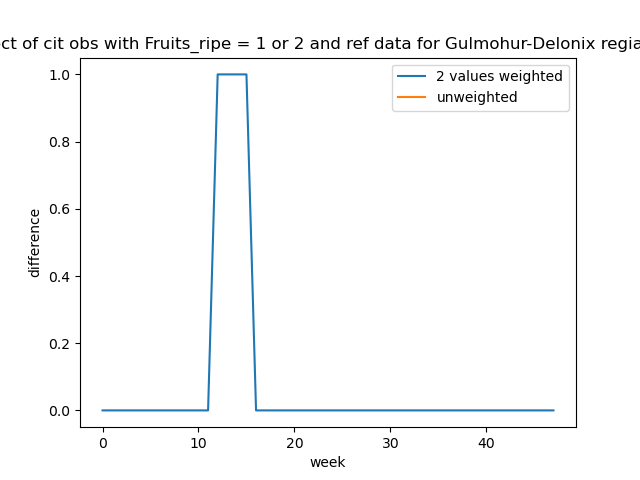 ct of cit obs with Fruits_ripe = 1 or 2 and ref data for Gulmohur-Delonix regia
2 values weighted
unweighted
1.0
0.8
0.6
0.4
0.2
0.0
difference
0 10 20 30 40
week